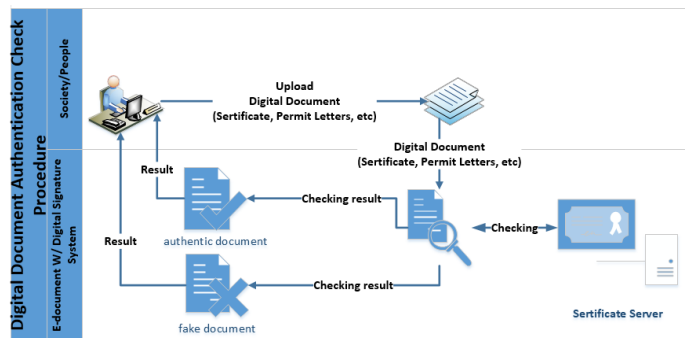 Digital Document Authentication Check
Procedure
Society/People
E-document W/ Digital Signature
System
Upload
Digital Document
(Sertificate, Permit Letters, etc)
Digital Document
(Sertificate, Permit Letters, etc)
Result
Checking result
authentic document
Checking
Result
Checking result
fake document
Sertificate Server